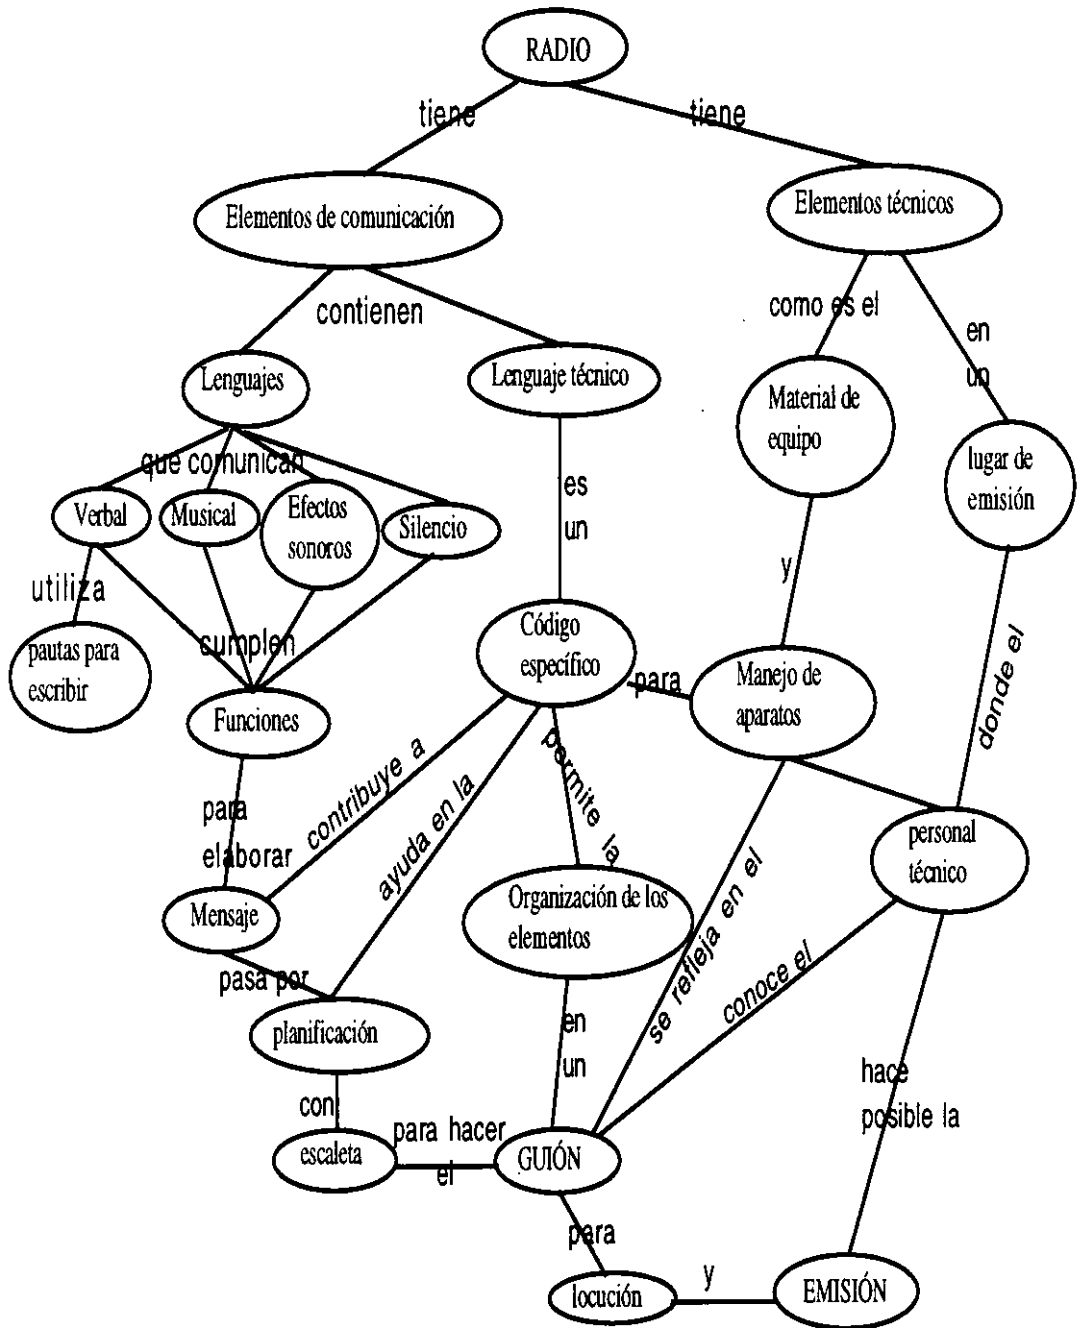 RADIO
tiene
tiene
Elementos de comunicación
Elementos técnicos
contienen
como es el
en
un
Lenguajes
Lenguaje técnico
Material de
equipo
lugar de
emisión
que comunican
Verbal
Musical
Efectos
sonoros
Silencio
es
un
y
utiliza
pautas para
escribir
cumplen
Código
específico
para
Manejo de
aparatos
donde el
Funciones
para
elaborar
contribuye a
ayuda en la
permite la
se refleja en el
conoce el
personal
técnico
Mensaje
Organización de los
elementos
pasa por
planificación
en
un
hace
posible la
con
escaleta
para hacer
el
GUIÓN
para
locución
y
EMISIÓN